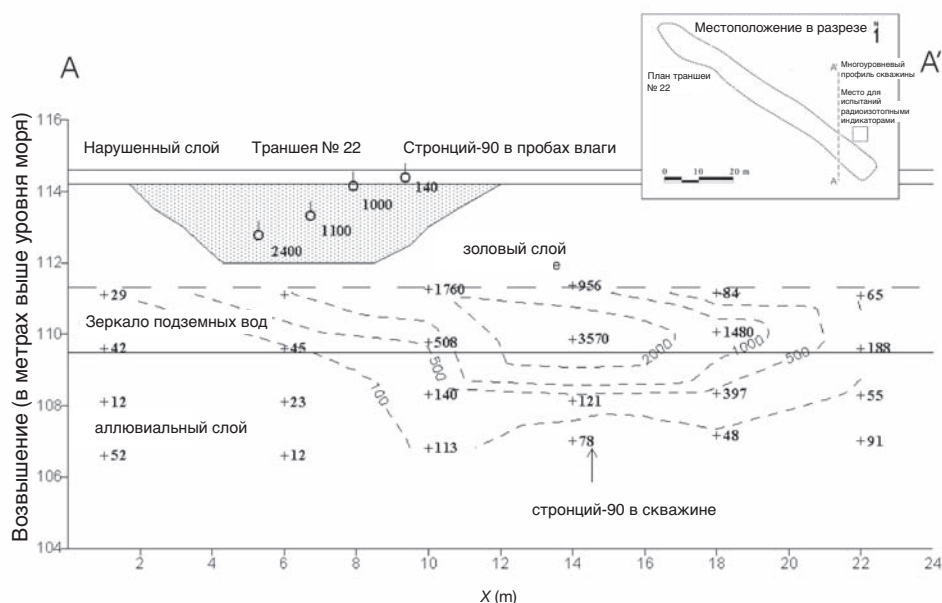 Местоположение в разрезе
N
1
A'
Многоуровневый
профиль скважины
План траншеи
№ 22
Место для
испытаний
радиоизотопными
индикаторами
0
10
20 m
A
A
A'
Возвышение (в метрах выше уровня моря)
116
114
112
110
108
106
104
Нарушенный слой
Траншея № 22
Стронций-90 в пробах влаги
140
1000
1100
2400
золовый слой
е
+29
+
+1760
+956
+84
+65
Зеркало подземных вод
+508
+3570
+1480
+42
+45
+188
2000
1000
500
500
100
+12
+23
+140
+121
+397
+55
аллювиальный слой
+52
+12
+113
+78
+48
+91
стронций-90 в скважине
2
4
6
8
10
12
14
16
18
20
22
24
X (m)